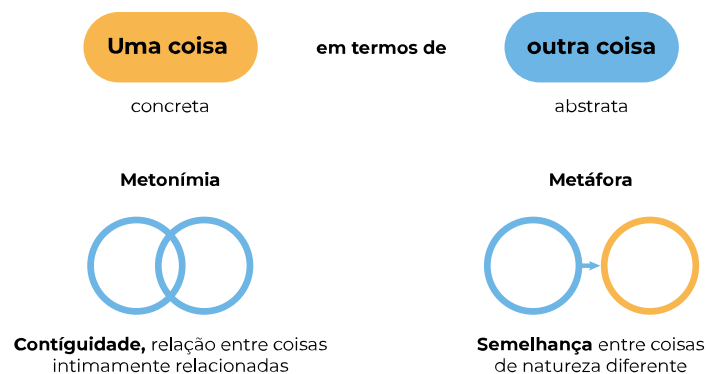 Uma coisa em termos de outra coisa
concreta abstrata
Metonímia Metáfora
Contíguidade, relação entre coisas
intimamente relacionadas
Semelhança entre coisas
de natureza diferente